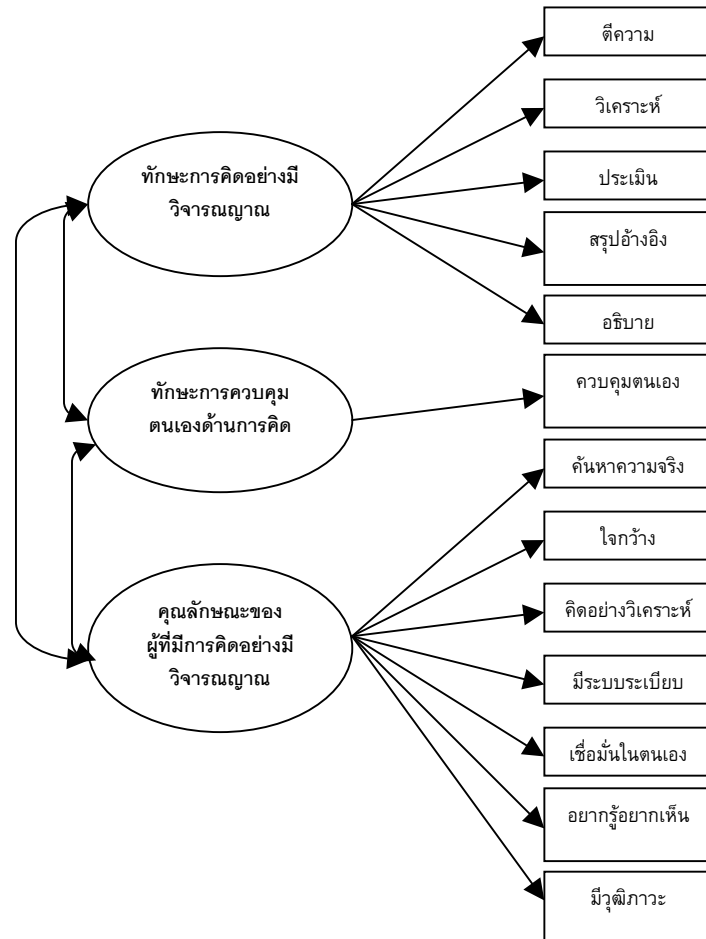 ตีความ
วิเคราะห์
ทักษะการคิดอย่างมี
วิจารณญาณ
ประเมิน
สรุปอ้างอิง
อธิบาย
ทักษะการควบคุม
ตนเองด้านการคิด
ควบคุมตนเอง
ค้นหาความจริง
ใจกว้าง
คุณลักษณะของ
ผู้ที่มีการคิดอย่างมี
วิจารณญาณ
คิดอย่างวิเคราะห์
มีระบบระเบียบ
เชื่อมั่นในตนเอง
อยากรู้อยากเห็น
มีวุฒิภาวะ